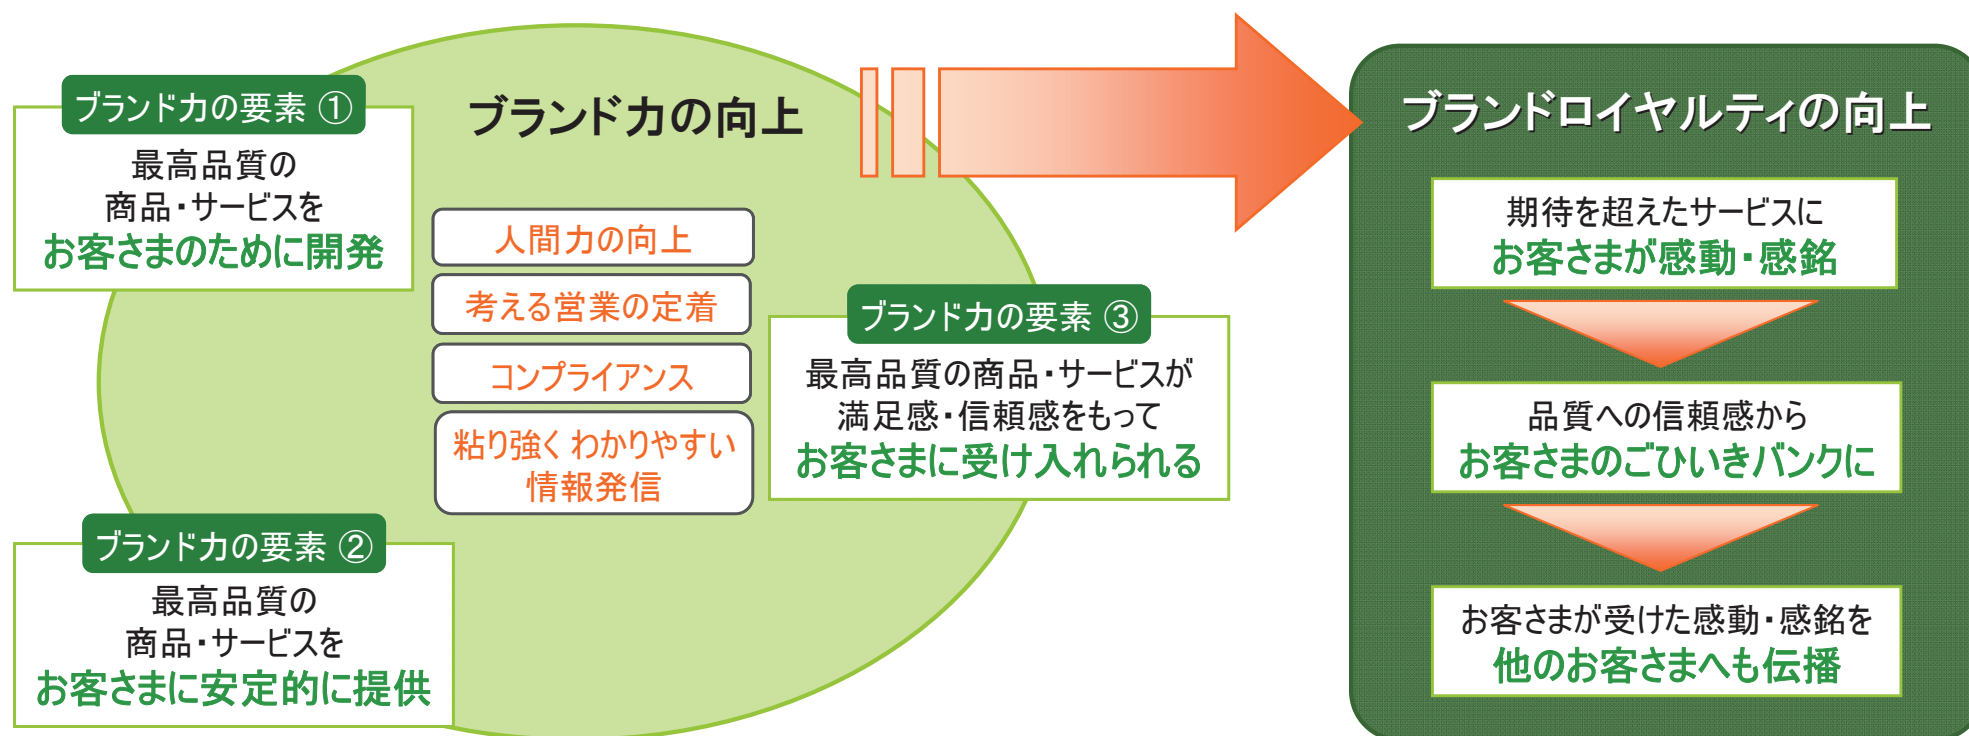 ブランド力の向上
ブランド力の要素 ①
最高品質の
商品・サービスを
お客さまのために開発
人間力の向上
考える営業の定着
コンプライアンス
粘り強く わかりやすい
情報発信
ブランド力の要素 ②
最高品質の
商品・サービスを
お客さまに安定的に提供
ブランド力の要素 ③
最高品質の商品・サービスが
満足感・信頼感をもって
お客さまに受け入れられる
ブランドロイヤルティの向上
期待を超えたサービスに
お客さまが感動・感銘
品質への信頼感から
お客さまのごひいきバンクに
お客さまが受けた感動・感銘を
他のお客さまへも伝播